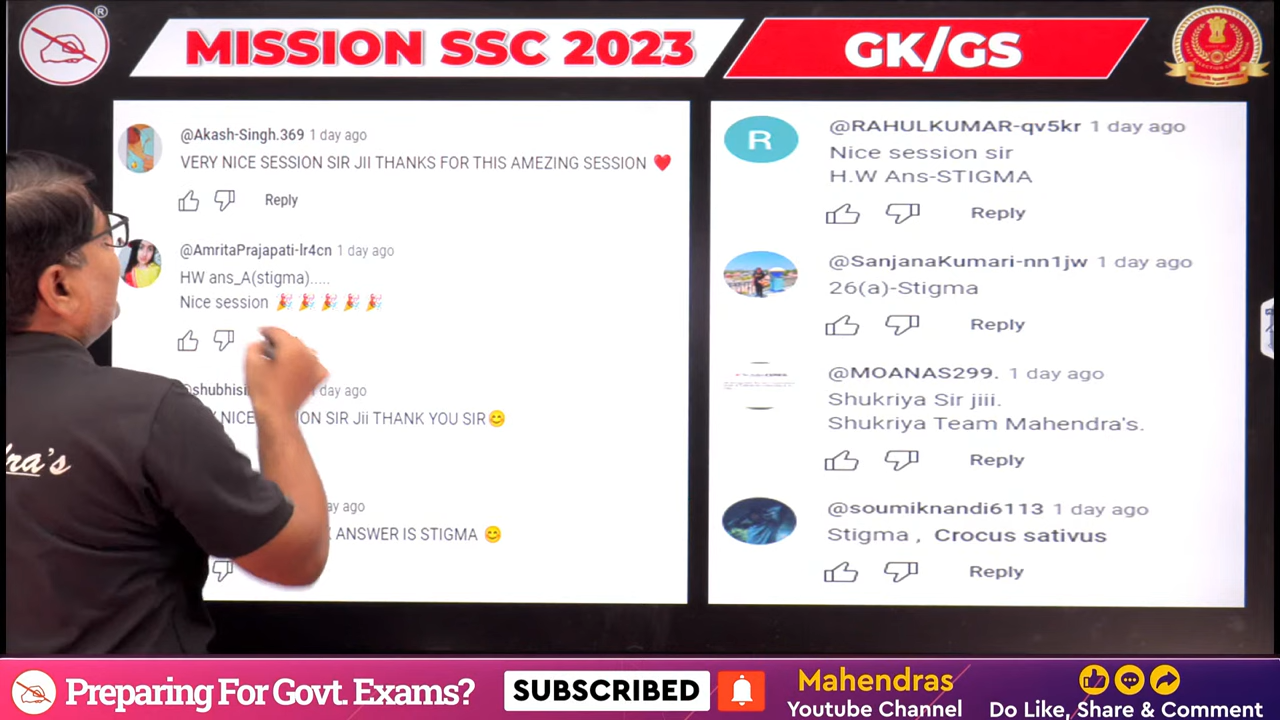 ®
MISSION SSC 2023
GK/GS
@Akash-Singh.369 1 day ago
VERY NICE SESSION SIR JII THANKS FOR THIS AMEZING SESSION ❤️
Reply
@AmritaPrajapati-lr4cn 1 day ago
HW ans_A(stigma).....
Nice session 🎉 🎉 🎉 🎉 🎉
day ago
NICE SIR Jii THANK YOU SIR😊
ago
ANSWER IS STIGMA 😊
R
@RAHULKUMAR-qv5kr 1 day ago
Nice session sir
H.W Ans-STIGMA
Reply
@SanjanaKumari-nn1jw 1 day ago
26(a)-Stigma
Reply
@MOANAS299. 1 day ago
Shukriya Sir jiii.
Shukriya Team Mahendra's.
Reply
@soumiknandi6113 1 day ago
Stigma , Crocus sativus
Reply
ra's
Preparing For Govt. Exams?
SUBSCRIBED
Mahendras
Youtube Channel
Do Like, Share & Comment